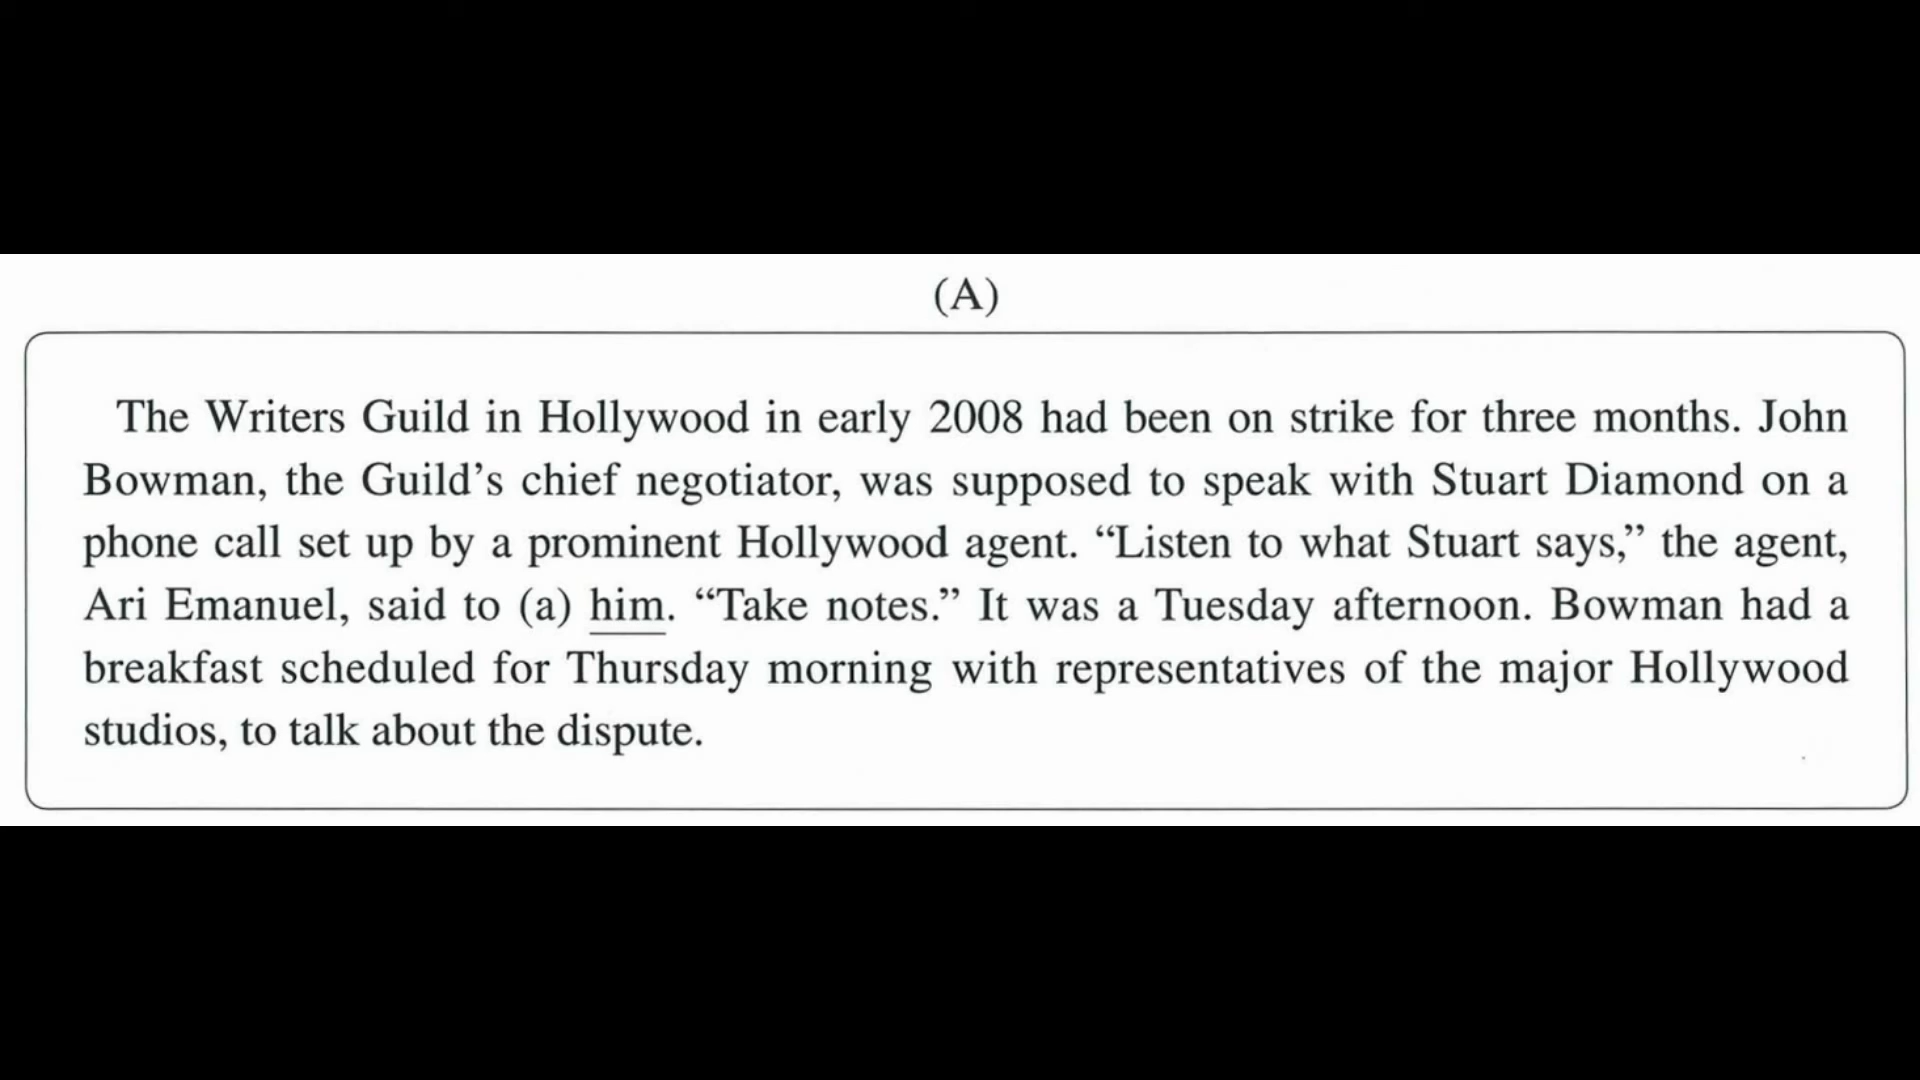 (A)
The Writers Guild in Hollywood in early 2008 had been on strike for three months. John
Bowman, the Guild’s chief negotiator, was supposed to speak with Stuart Diamond on a
phone call set up by a prominent Hollywood agent. “Listen to what Stuart says,” the agent,
Ari Emanuel, said to (a) him. “Take notes.” It was a Tuesday afternoon. Bowman had a
breakfast scheduled for Thursday morning with representatives of the major Hollywood
studios, to talk about the dispute.